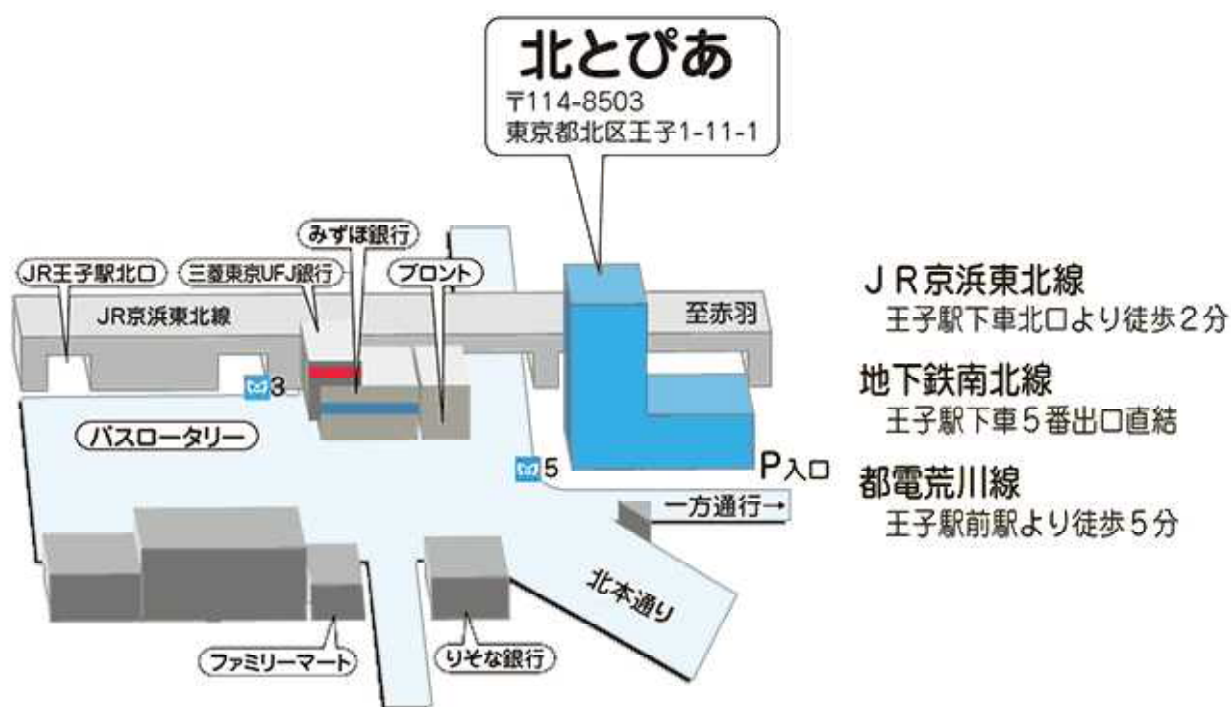 北とぴあ
〒114-8503
東京都北区王子1-11-1
みずほ銀行
JR王子駅北口
三菱東京UFJ銀行
プロント
JR京浜東北線
至赤羽
3
バスロータリー
5
P入口
一方通行→
北本通り
ファミリーマート
りそな銀行
JR京浜東北線
王子駅下車北口より徒歩2分
地下鉄南北線
王子駅下車5番出口直結
都電荒川線
王子駅前駅より徒歩5分